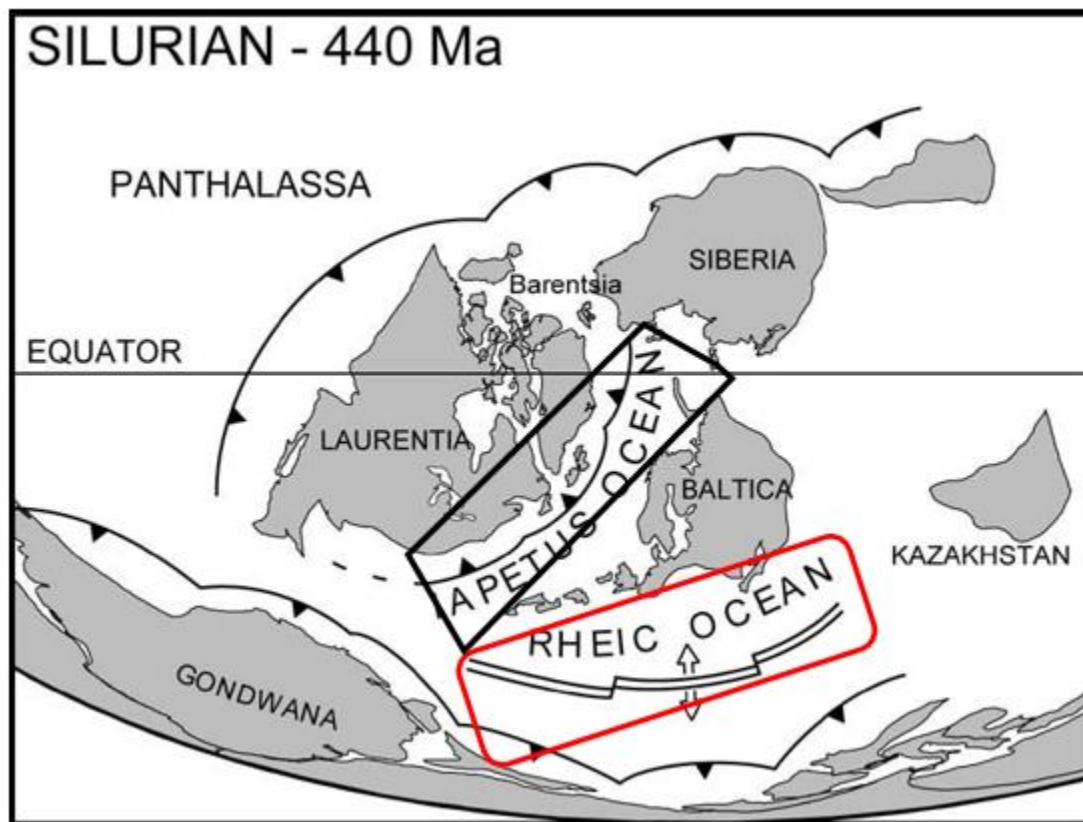 SILURIAN - 440 Ma
PANTHALASSA
SIBERIA
Barentsia
EQUATOR
LAURENTIA
APETUS OCEAN
BALTICA
KAZAKHSTAN
RHEIC OCEAN
GONDWANA